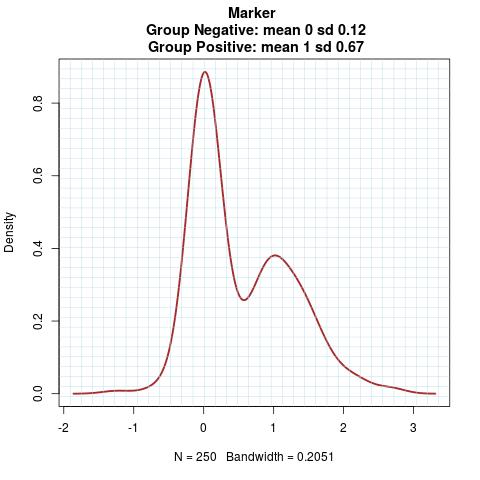 Marker
Group Negative: mean 0 sd 0.12
Group Positive: mean 1 sd 0.67
Density
0.8
0.6
0.4
0.2
0.0
-2 -1 0 1 2 3
N = 250 Bandwidth = 0.2051